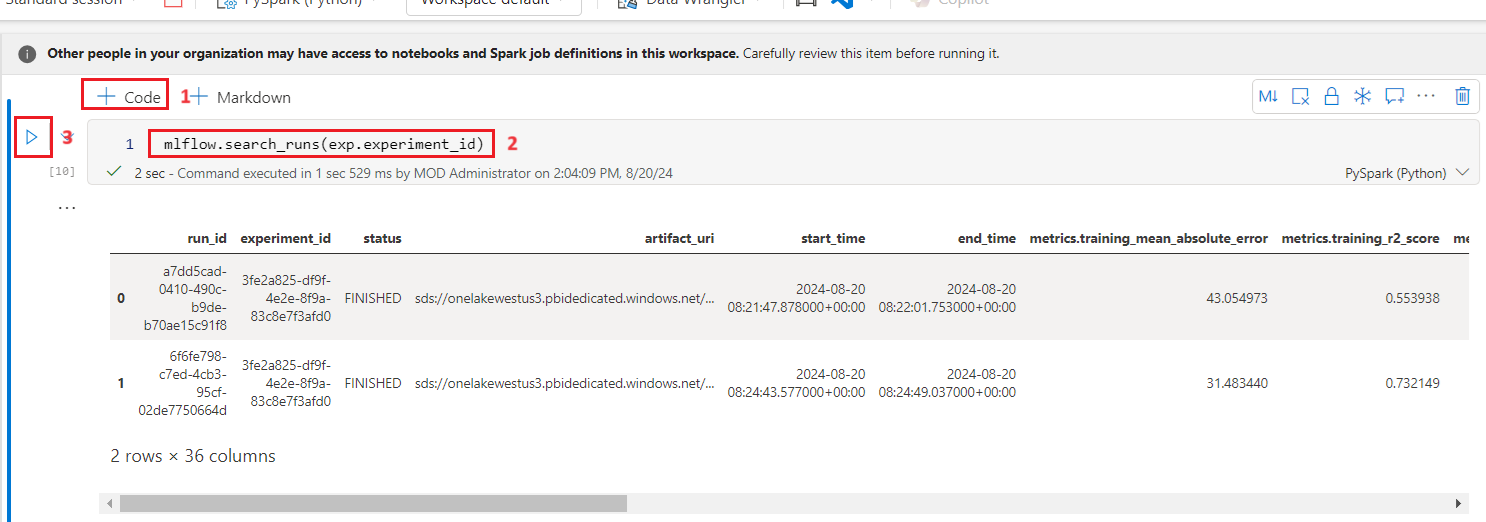 Standard session PySpark (Python) Workspace default Data Wrangler Copilot
Other people in your organization may have access to notebooks and Spark job definitions in this workspace. Carefully review this item before running it.
+ Code 1 + Markdown M↓ ...
3 1 mlflow.search_runs(exp.experiment_id) 2
[10] 2 sec - Command executed in 1 sec 529 ms by MOD Administrator on 2:04:09 PM, 8/20/24 PySpark (Python)
...
run_id experiment_id status artifact_uri start_time end_time metrics.training_mean_absolute_error metrics.training_r2_score me
a7dd5cad-
0410-490c-
b9de-
b70ae15c91f8
3fe2a825-df9f-
4e2e-8f9a-
83c8e7f3afd0
0 FINISHED sds://onelakewestus3.pbidedicated.windows.net/...
2024-08-20
08:21:47.878000+00:00
2024-08-20
08:22:01.753000+00:00
43.054973 0.553938
6f6fe798-
c7ed-4cb3-
95cf-
02de7750664d
3fe2a825-df9f-
4e2e-8f9a-
83c8e7f3afd0
1 FINISHED sds://onelakewestus3.pbidedicated.windows.net/...
2024-08-20
08:24:43.577000+00:00
2024-08-20
08:24:49.037000+00:00
31.483440 0.732149
2 rows × 36 columns